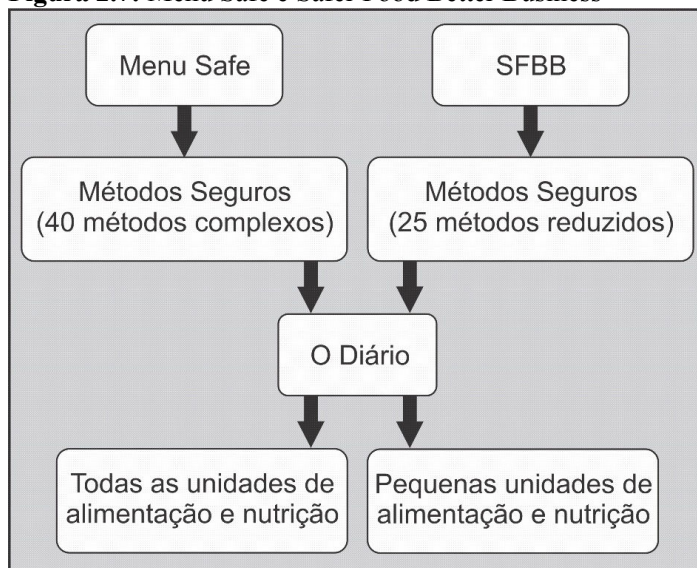 Figura 2.7: Menu Safe e Safer Food Better Business
Menu Safe
SFBB
Métodos Seguros
(40 métodos complexos)
Métodos Seguros
(25 métodos reduzidos)
O Diário
Todas as unidades de
alimentação e nutrição
Pequenas unidades de
alimentação e nutrição